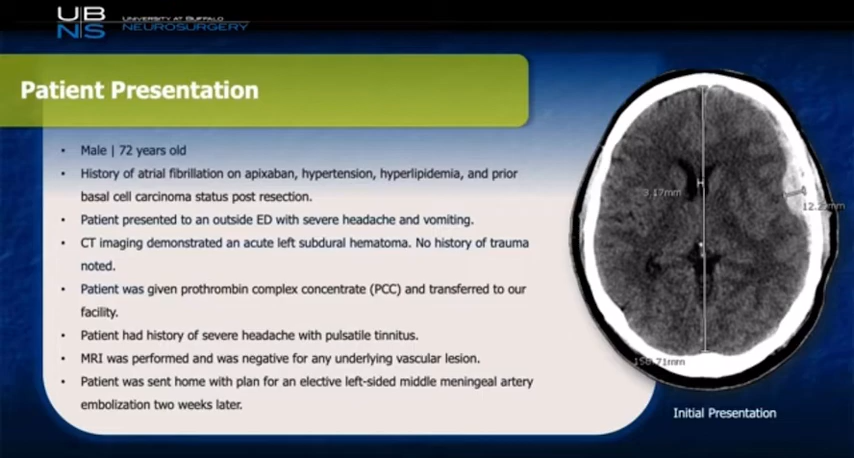 UBNS
UNIVERSITY AT BUFFALO
NEUROSURGERY
Patient Presentation
• Male | 72 years old
• History of atrial fibrillation on apixaban, hypertension, hyperlipidemia, and prior
basal cell carcinoma status post resection.
• Patient presented to an outside ED with severe headache and vomiting.
• CT imaging demonstrated an acute left subdural hematoma. No history of trauma
noted.
• Patient was given prothrombin complex concentrate (PCC) and transferred to our
facility.
• Patient had history of severe headache with pulsatile tinnitus.
• MRI was performed and was negative for any underlying vascular lesion.
• Patient was sent home with plan for an elective left-sided middle meningeal artery
embolization two weeks later.
3.17mm
Initial Presentation